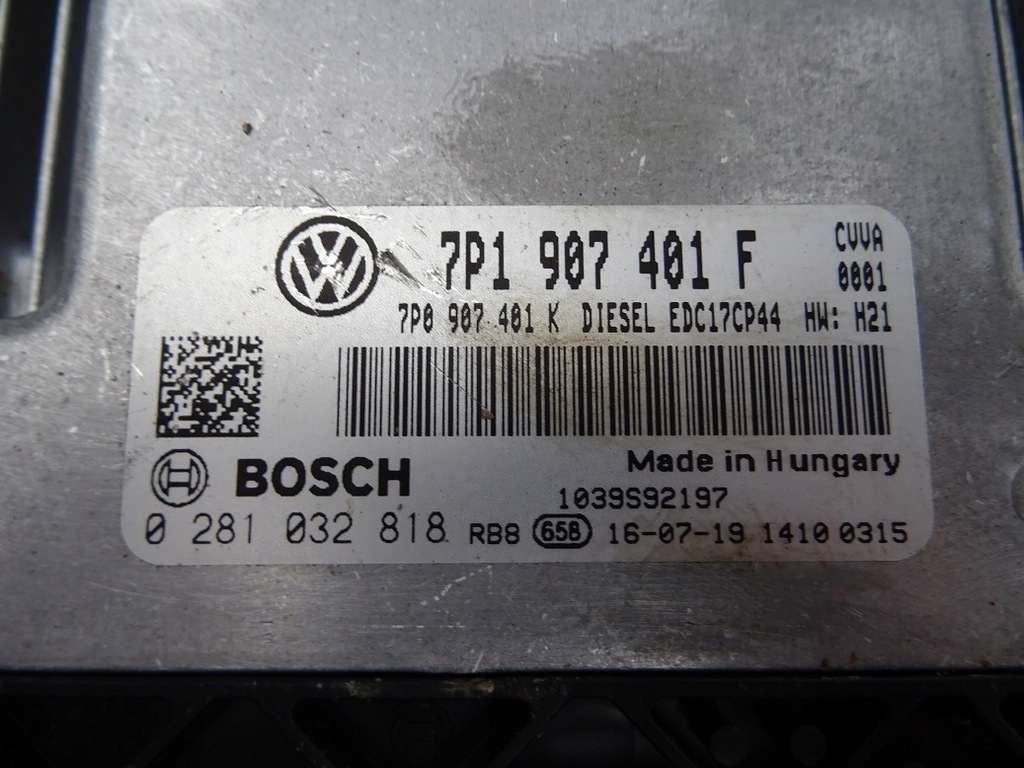 7P1 907 401 F CVVA
0001
7P0 907 401 K DIESEL EDC17CP44 HW: H21
BOSCH Made in Hungary
1039S92197
0 281 032 818 RB8 65B 16-07-19 1410 0315